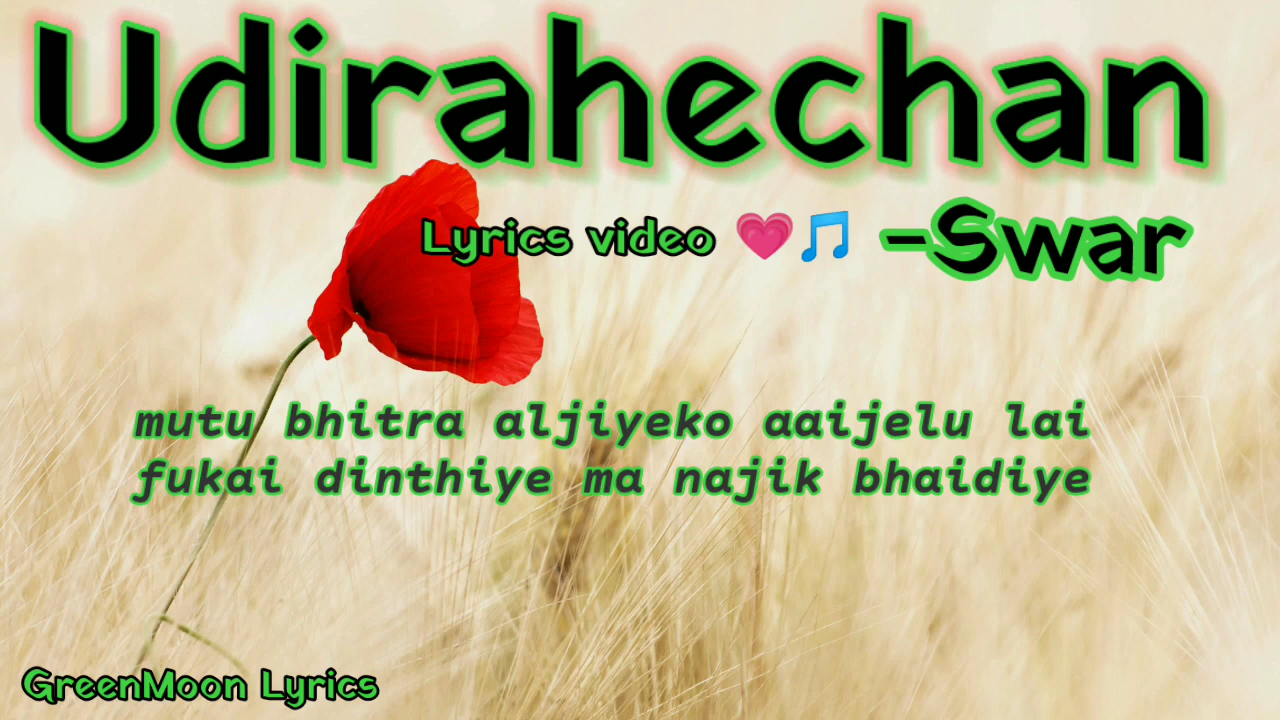 Udirahechan
Lyrics video 💗🎵 -Swar
mutu bhitra aljiyeko aaijelu lai
fukai dinthiye ma najik bhaidiye
GreenMoon Lyrics